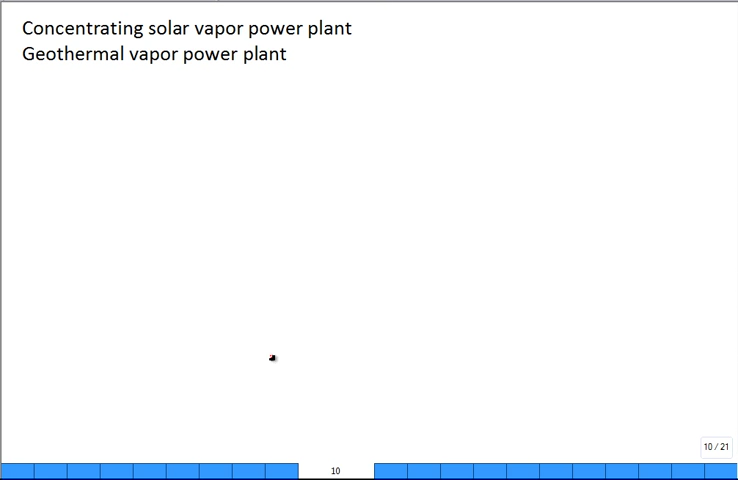 Concentrating solar vapor power plant
Geothermal vapor power plant
10 / 21
10